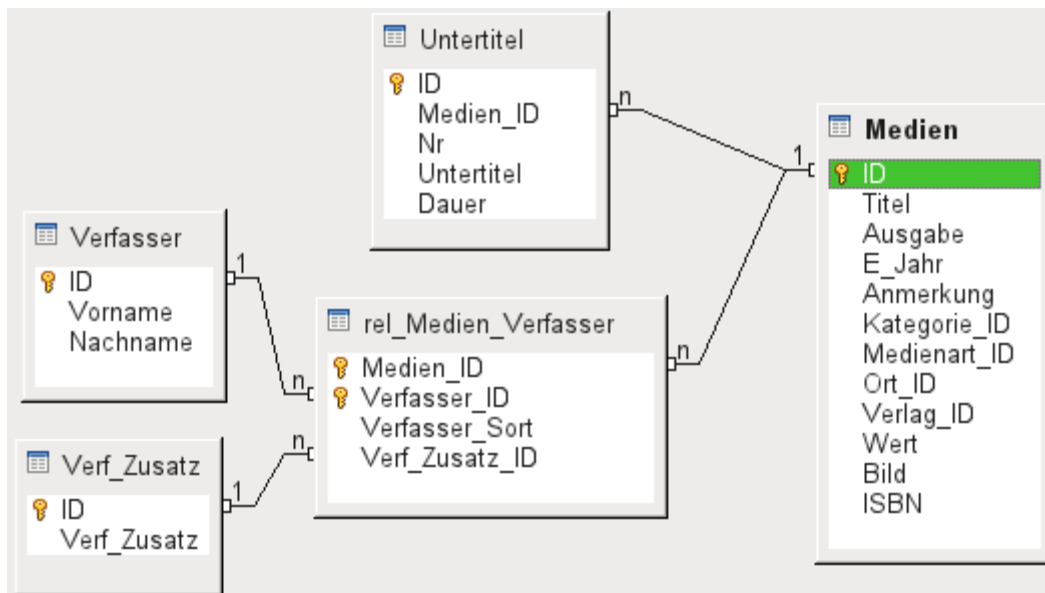 Untertitel
ID
Medien_ID
Nr
Untertitel
Dauer
n
1
Medien
ID
Titel
Ausgabe
E_Jahr
Anmerkung
Kategorie_ID
Medienart_ID
Ort_ID
Verlag_ID
Wert
Bild
ISBN
Verfasser
ID
Vorname
Nachname
1
n
rel_Medien_Verfasser
Medien_ID
Verfasser_ID
Verfasser_Sort
Verf_Zusatz_ID
n
n
Verf_Zusatz
ID
Verf_Zusatz
1